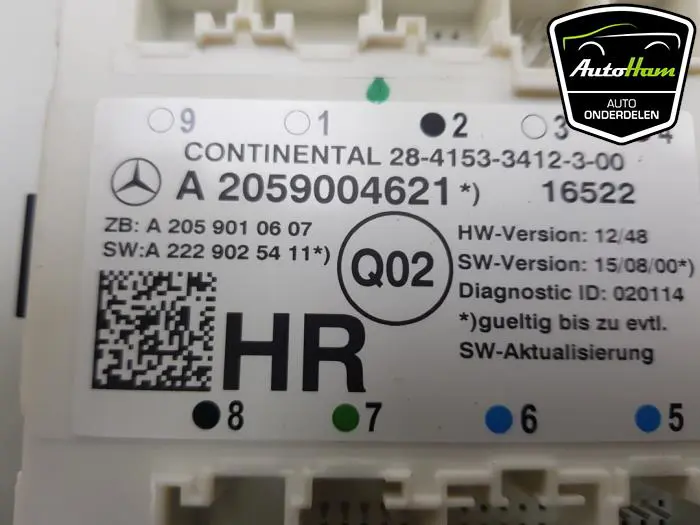 AutoHam
AUTO
ONDERDELEN
9 1 2 3 4
CONTINENTAL 28-4153-3412-3-00
A 2059004621*) 16522
ZB: A 205 901 06 07
SW:A 222 902 54 11*)
Q02
HW-Version: 12/48
SW-Version: 15/08/00*)
Diagnostic ID: 020114
*)gueltig bis zu evtl.
SW-Aktualisierung
HR
8 7 6 5